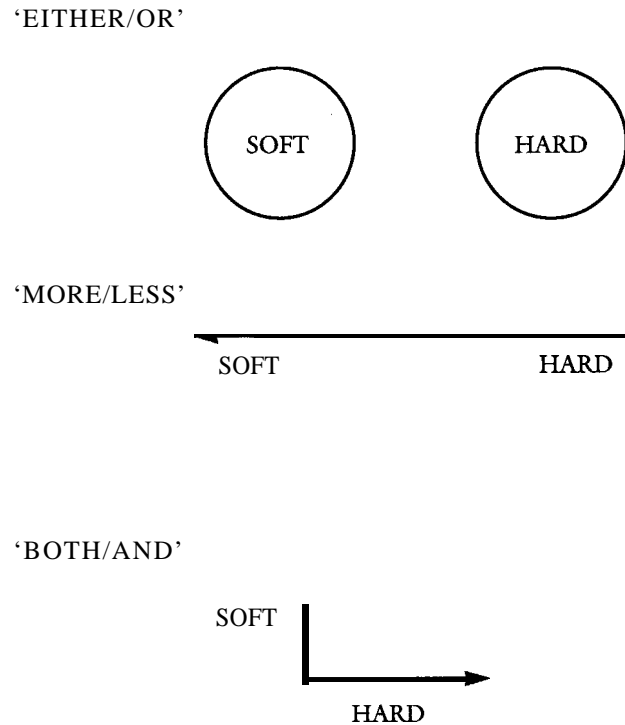 ‘EITHER/OR’
SOFT HARD
‘MORE/LESS’
SOFT HARD
‘BOTH/AND’
SOFT
HARD